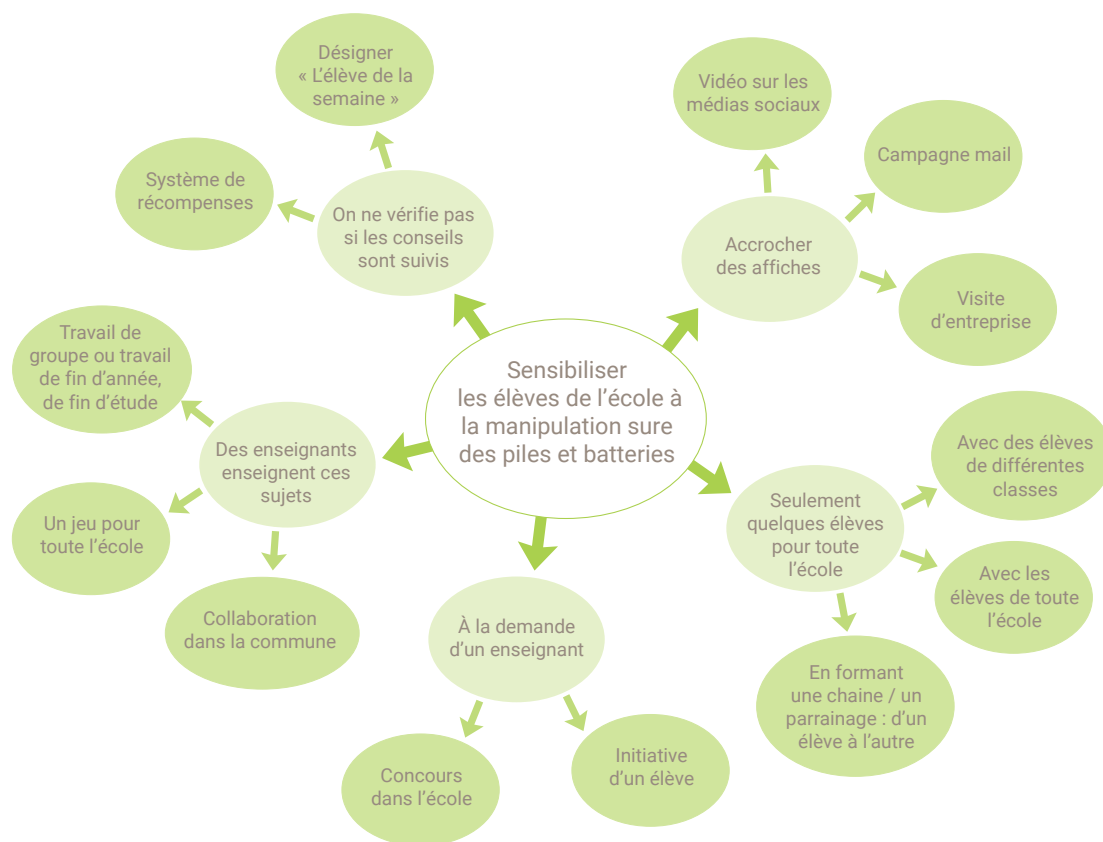 Désigner
« L'élève de la
semaine »
Système de
récompenses
On ne vérifie pas
si les conseils
sont suivis
Vidéo sur les
médias sociaux
Campagne mail
Accrocher
des affiches
Visite
d'entreprise
Sensibiliser
les élèves de l'école à
la manipulation sure
des piles et batteries
Travail de
groupe ou travail
de fin d'année,
de fin d'étude
Des enseignants
enseignent ces
sujets
Un jeu pour
toute l'école
Collaboration
dans la commune
À la demande
d'un enseignant
Concours
dans l'école
Initiative
d'un élève
Seulement
quelques élèves
pour toute
l'école
Avec des élèves
de différentes
classes
Avec les
élèves de toute
l'école
En formant
une chaine / un
parrainage : d'un
élève à l'autre